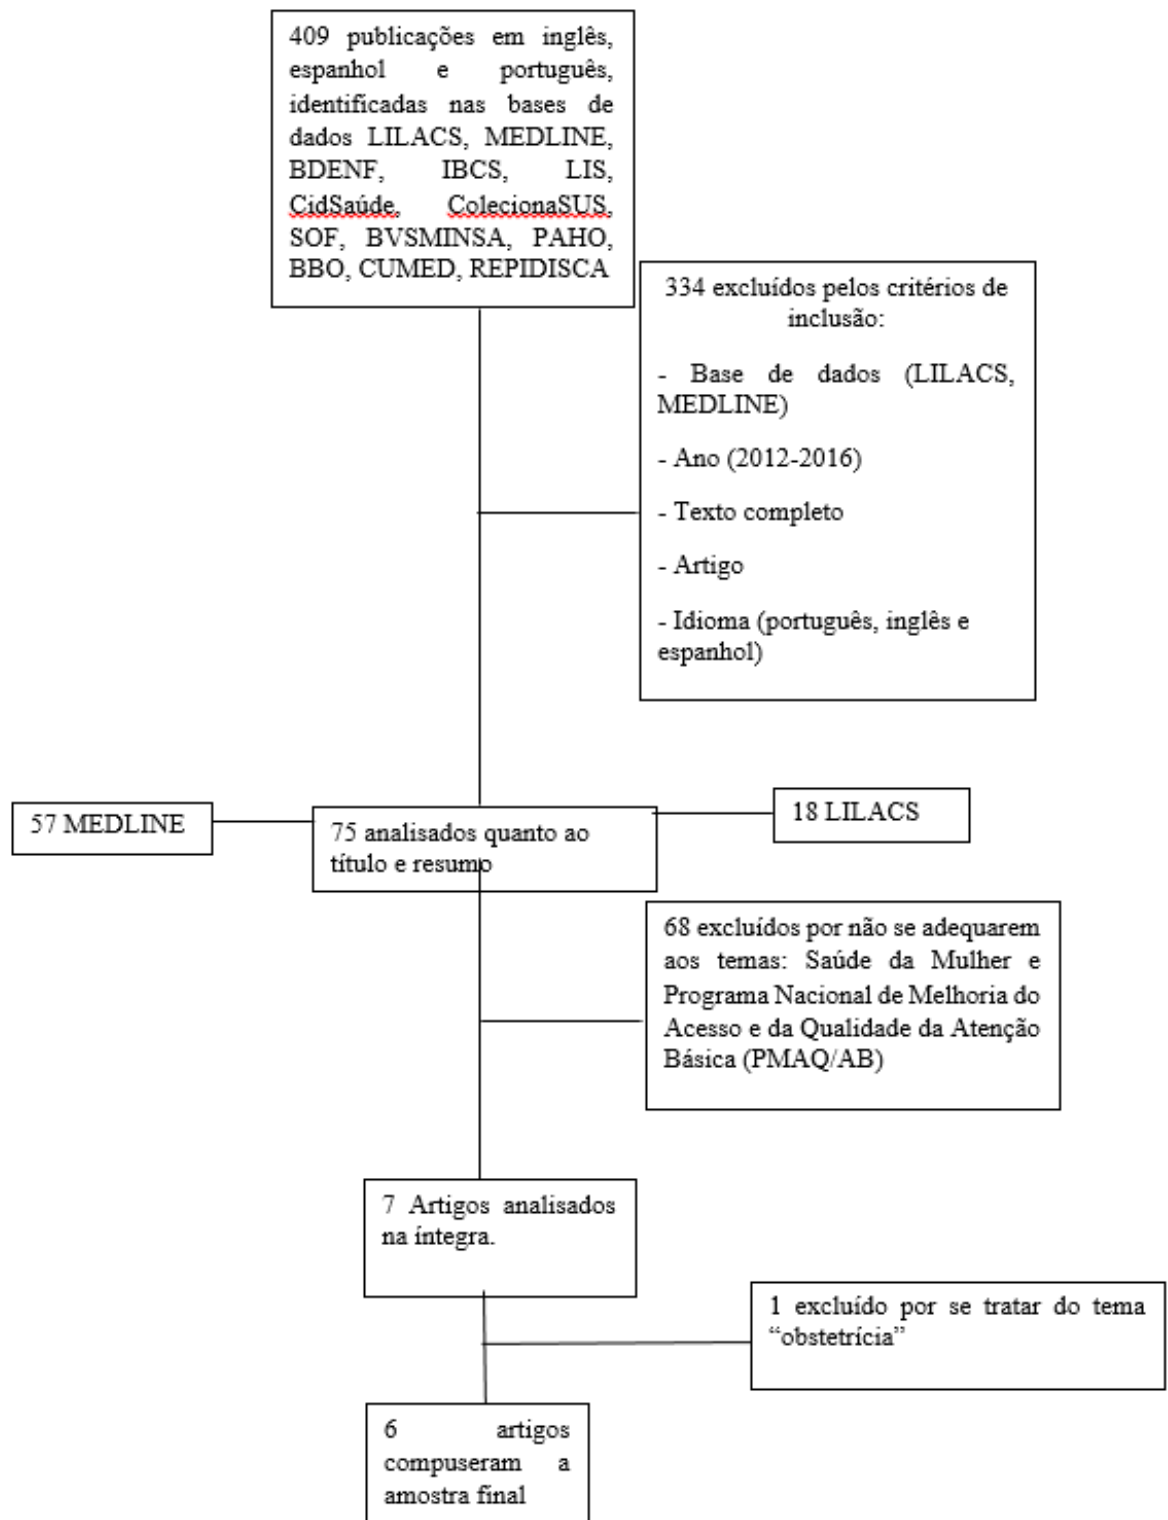 409 publicações em inglês,
espanhol e português,
identificadas nas bases de
dados LILACS, MEDLINE,
BDENF, IBCS, LIS,
CidSaúde, ColecionaSUS,
SOF, BVSMINSA, PAHO,
BBO, CUMED, REPIDISCA
334 excluídos pelos critérios de
inclusão:
- Base de dados (LILACS,
MEDLINE)
- Ano (2012-2016)
- Texto completo
- Artigo
- Idioma (português, inglês e
espanhol)
57 MEDLINE
75 analisados quanto ao
título e resumo
18 LILACS
68 excluídos por não se adequarem
aos temas: Saúde da Mulher e
Programa Nacional de Melhoria do
Acesso e da Qualidade da Atenção
Básica (PMAQ/AB)
7 Artigos analisados
na íntegra.
1 excluído por se tratar do tema
“obstetrícia”
6 artigos
compuseram a
amostra final